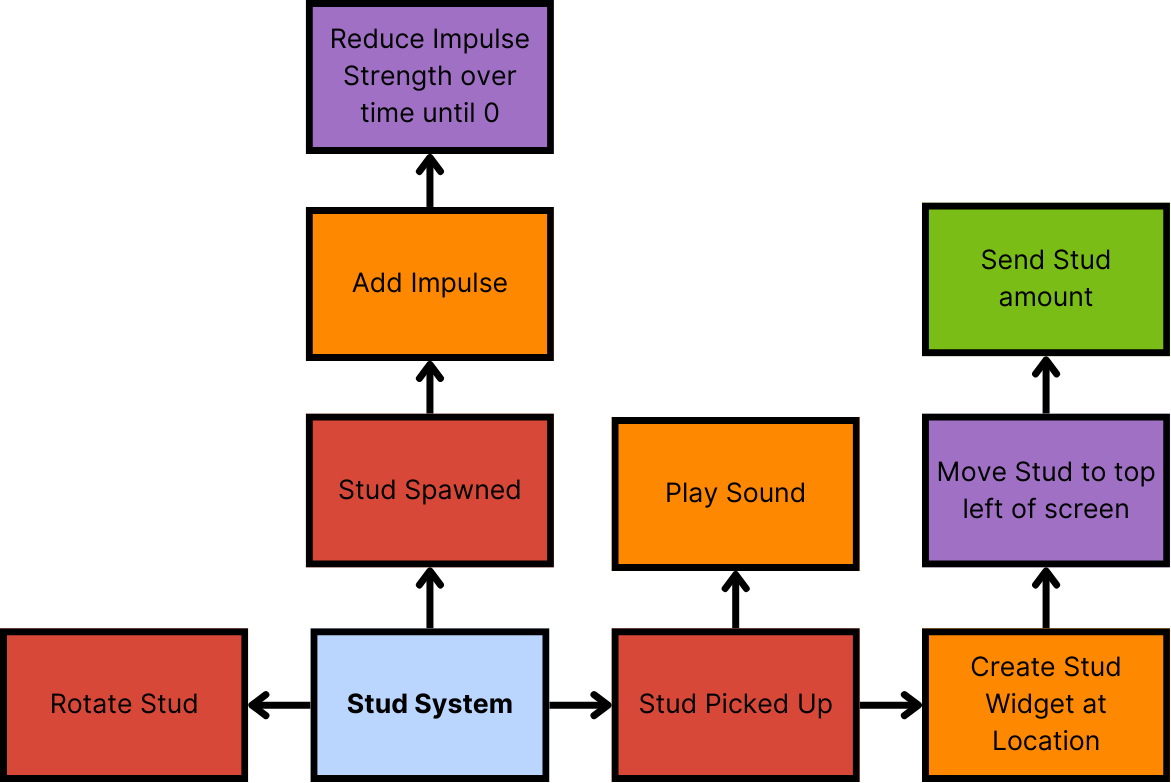 Reduce Impulse
Strength over
time until 0
Add Impulse
Send Stud
amount
Stud Spawned
Play Sound
Move Stud to top
left of screen
Rotate Stud
Stud System
Stud Picked Up
Create Stud
Widget at
Location